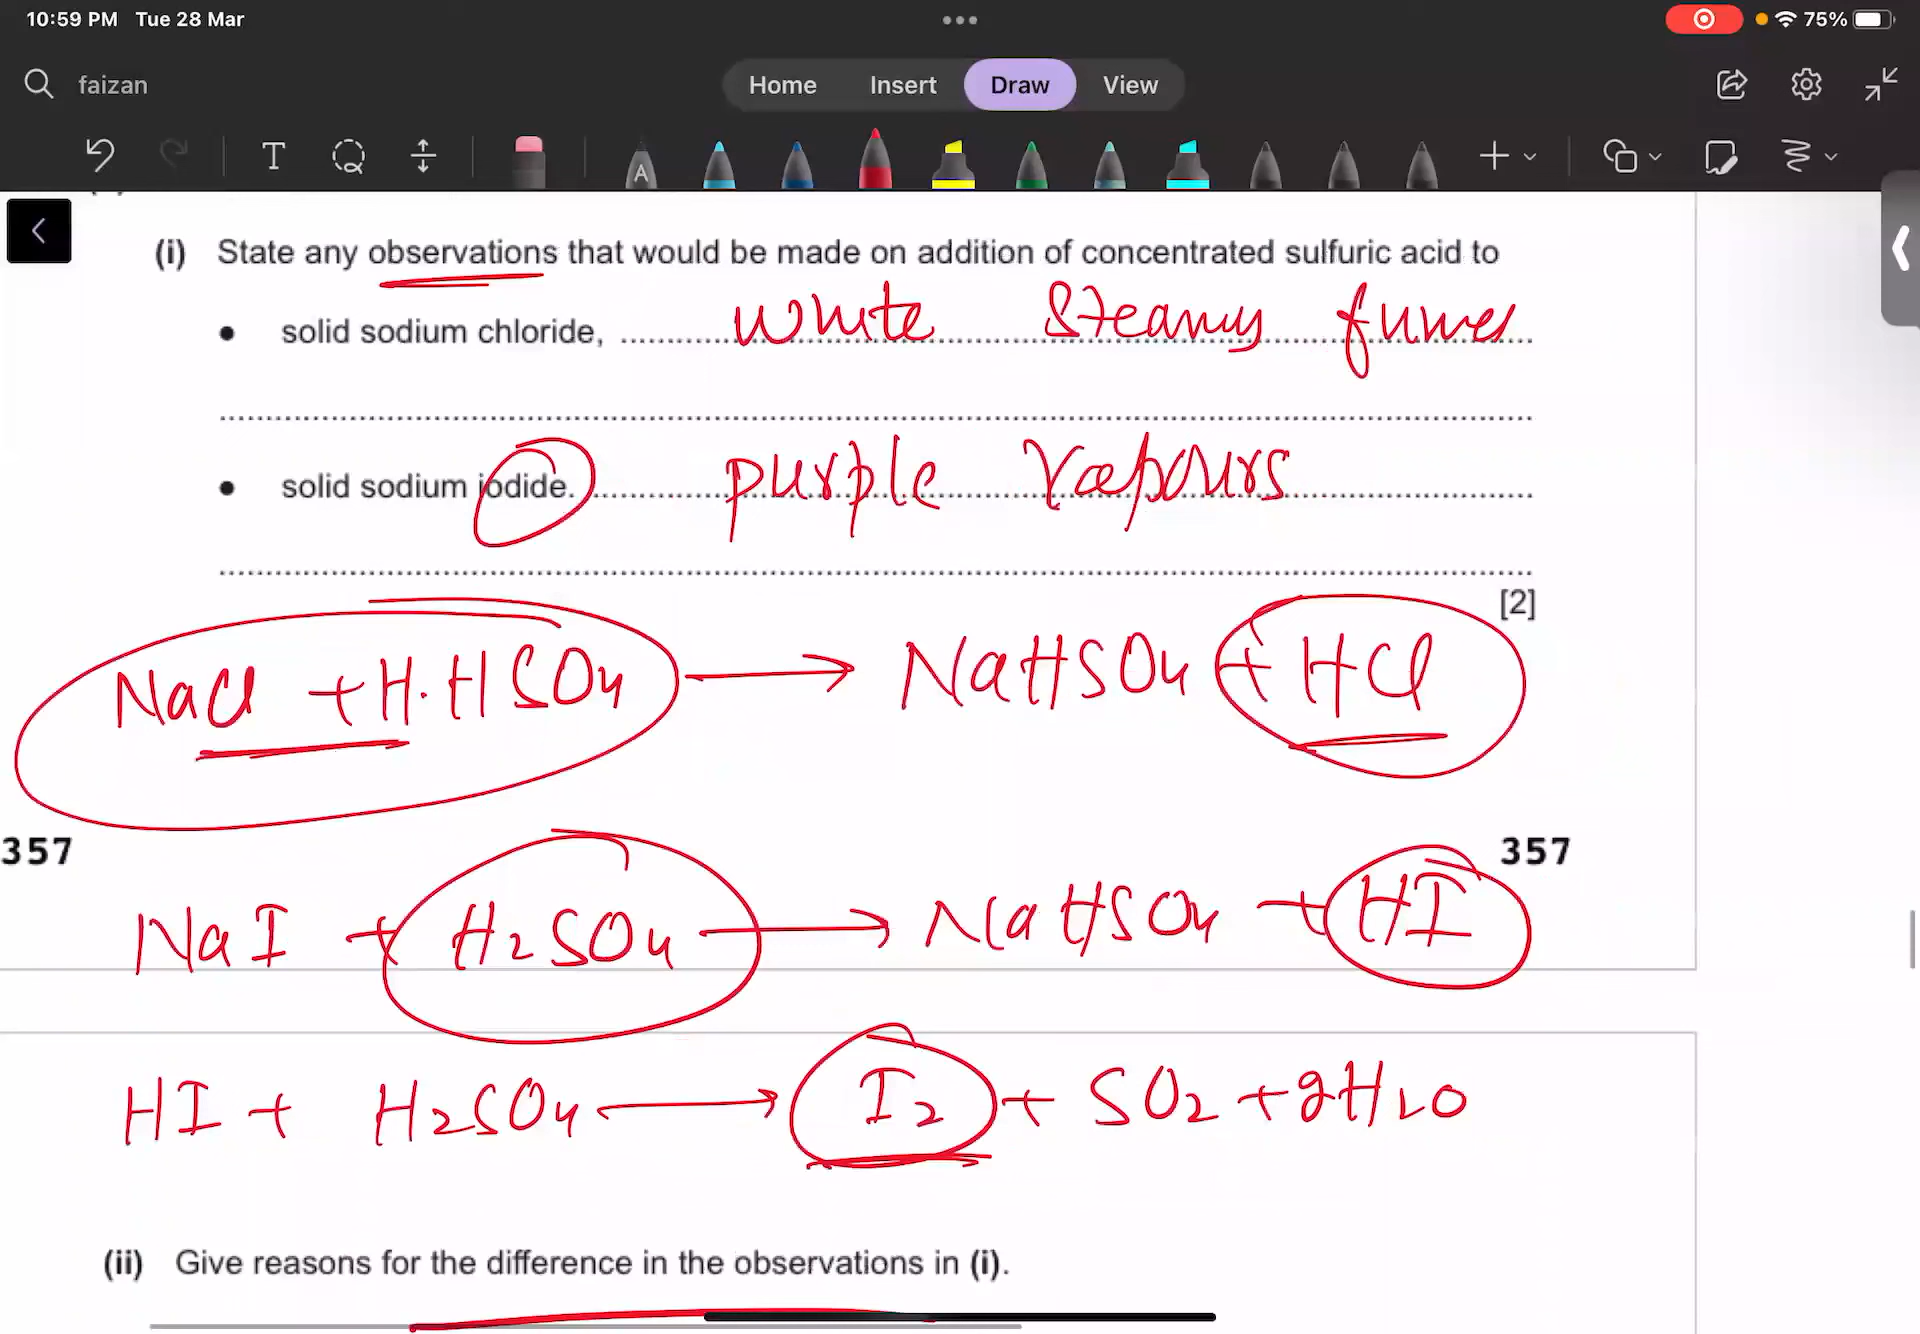 10:59 PM Tue 28 Mar
75%
faizan
Home Insert Draw View
T
A
(i) State any observations that would be made on addition of concentrated sulfuric acid to
• solid sodium chloride, white steamy fumes
• solid sodium iodide. purple vapours
[2]
NaCl + H.HSO4 → NaHSO4 + HCl
357 357
NaI + H2SO4 → NaHSO4 + HI
HI + H2SO4 → I2 + SO2 + 2H2O
(ii) Give reasons for the difference in the observations in (i).